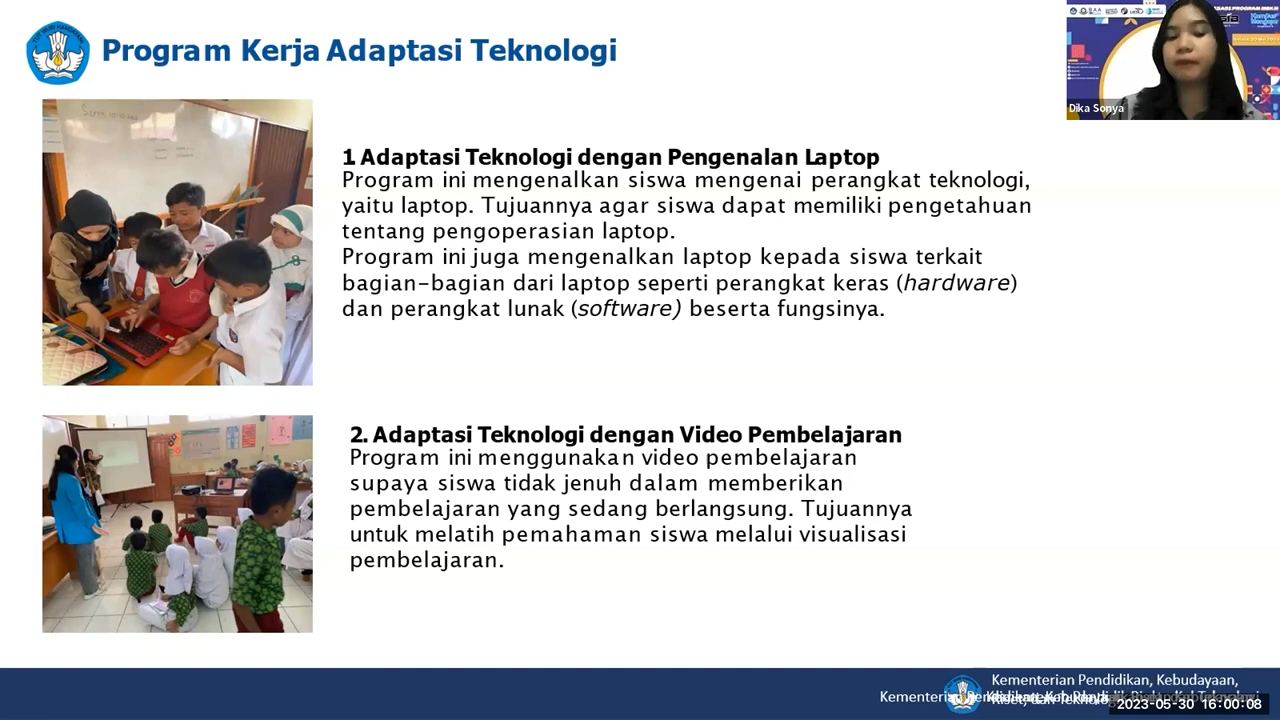 Program Kerja Adaptasi Teknologi
Dika Sonya
1 Adaptasi Teknologi dengan Pengenalan Laptop
Program ini mengenalkan siswa mengenai perangkat teknologi,
yaitu laptop. Tujuannya agar siswa dapat memiliki pengetahuan
tentang pengoperasian laptop.
Program ini juga mengenalkan laptop kepada siswa terkait
bagian-bagian dari laptop seperti perangkat keras (hardware)
dan perangkat lunak (software) beserta fungsinya.
2. Adaptasi Teknologi dengan Video Pembelajaran
Program ini menggunakan video pembelajaran
supaya siswa tidak jenuh dalam memberikan
pembelajaran yang sedang berlangsung. Tujuannya
untuk melatih pemahaman siswa melalui visualisasi
pembelajaran.
Kementerian Pendidikan, Kebudayaan,
Riset, dan Teknologi
2023-05-30 16:00:08